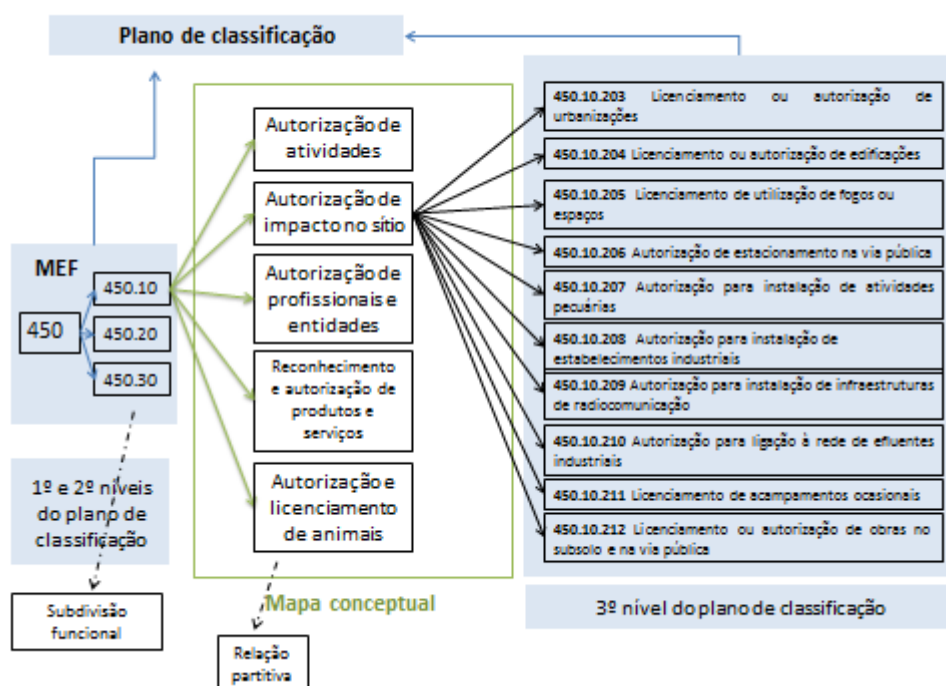 Plano de classificação
MEF
450
450.10
450.20
450.30
1º e 2º níveis
do plano de
classificação
Subdivisão
funcional
Autorização de
atividades
Autorização de
impacto no sítio
Autorização de
profissionais e
entidades
Reconhecimento
e autorização de
produtos e
serviços
Autorização e
licenciamento
de animais
Mapa conceptual
Relação
partitiva
450.10.203 Licenciamento ou autorização de
urbanizações
450.10.204 Licenciamento ou autorização de edificações
450.10.205 Licenciamento de utilização de fogos ou
espaços
450.10.206 Autorização de estacionamento na via pública
450.10.207 Autorização para instalação de atividades
pecuárias
450.10.208 Autorização para instalação de
estabelecimentos industriais
450.10.209 Autorização para instalação de infraestruturas
de radiocomunicação
450.10.210 Autorização para ligação à rede de efluentes
industriais
450.10.211 Licenciamento de acampamentos ocasionais
450.10.212 Licenciamento ou autorização de obras no
subsolo e na via pública
3º nível do plano de classificação